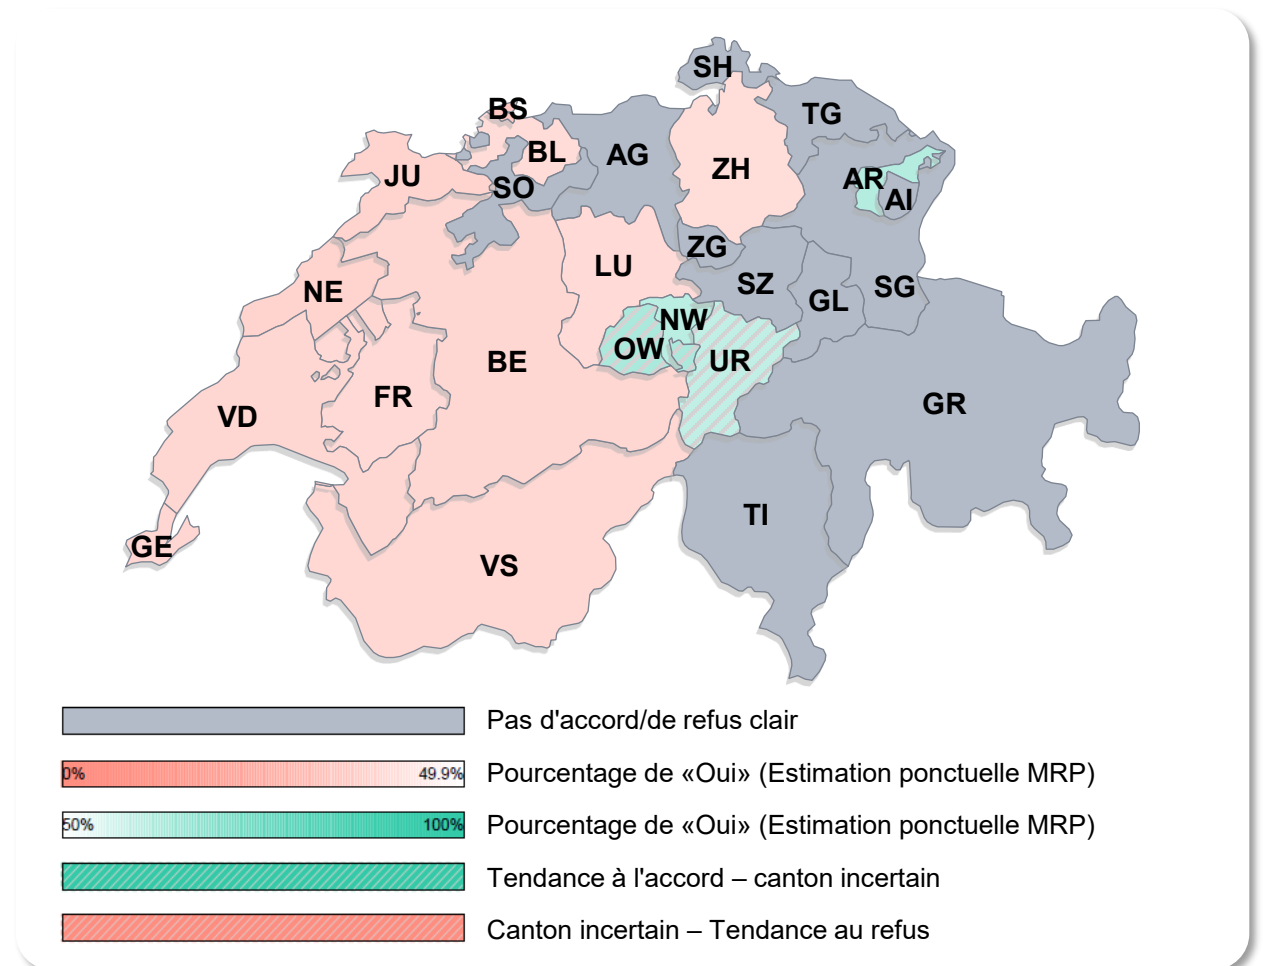 SH
BS
TG
BL
AG
ZH
JU
AR
SO
AI
ZG
LU
SZ
SG
NE
GL
NW
OW
BE
UR
FR
GR
VD
TI
GE
VS
Pas d'accord/de refus clair
0% 49.9% Pourcentage de «Oui» (Estimation ponctuelle MRP)
50% 100% Pourcentage de «Oui» (Estimation ponctuelle MRP)
Tendance à l'accord – canton incertain
Canton incertain – Tendance au refus